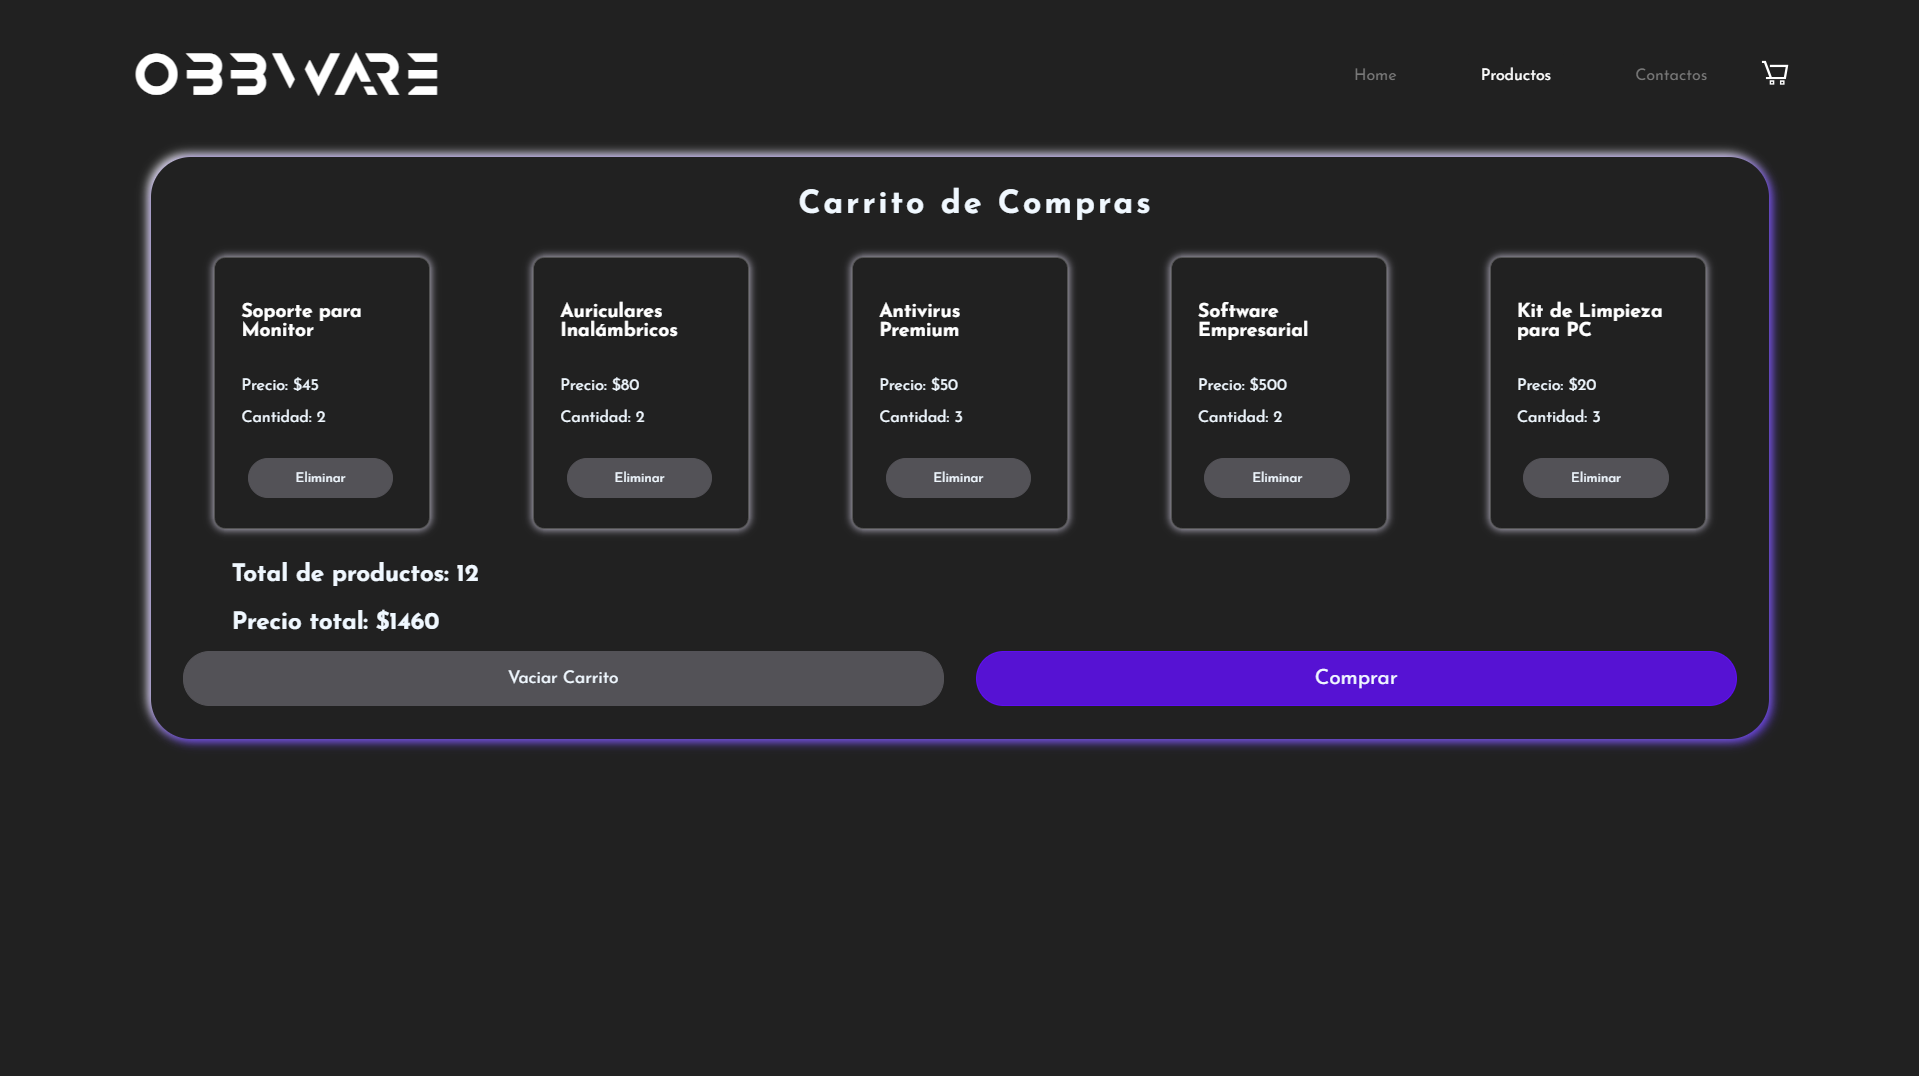 OBBWARE
Home
Productos
Contactos
Carrito de Compras
Soporte para
Monitor
Precio: $45
Cantidad: 2
Eliminar
Auriculares
Inalámbricos
Precio: $80
Cantidad: 2
Eliminar
Antivirus
Premium
Precio: $50
Cantidad: 3
Eliminar
Software
Empresarial
Precio: $500
Cantidad: 2
Eliminar
Kit de Limpieza
para PC
Precio: $20
Cantidad: 3
Eliminar
Total de productos: 12
Precio total: $1460
Vaciar Carrito
Comprar